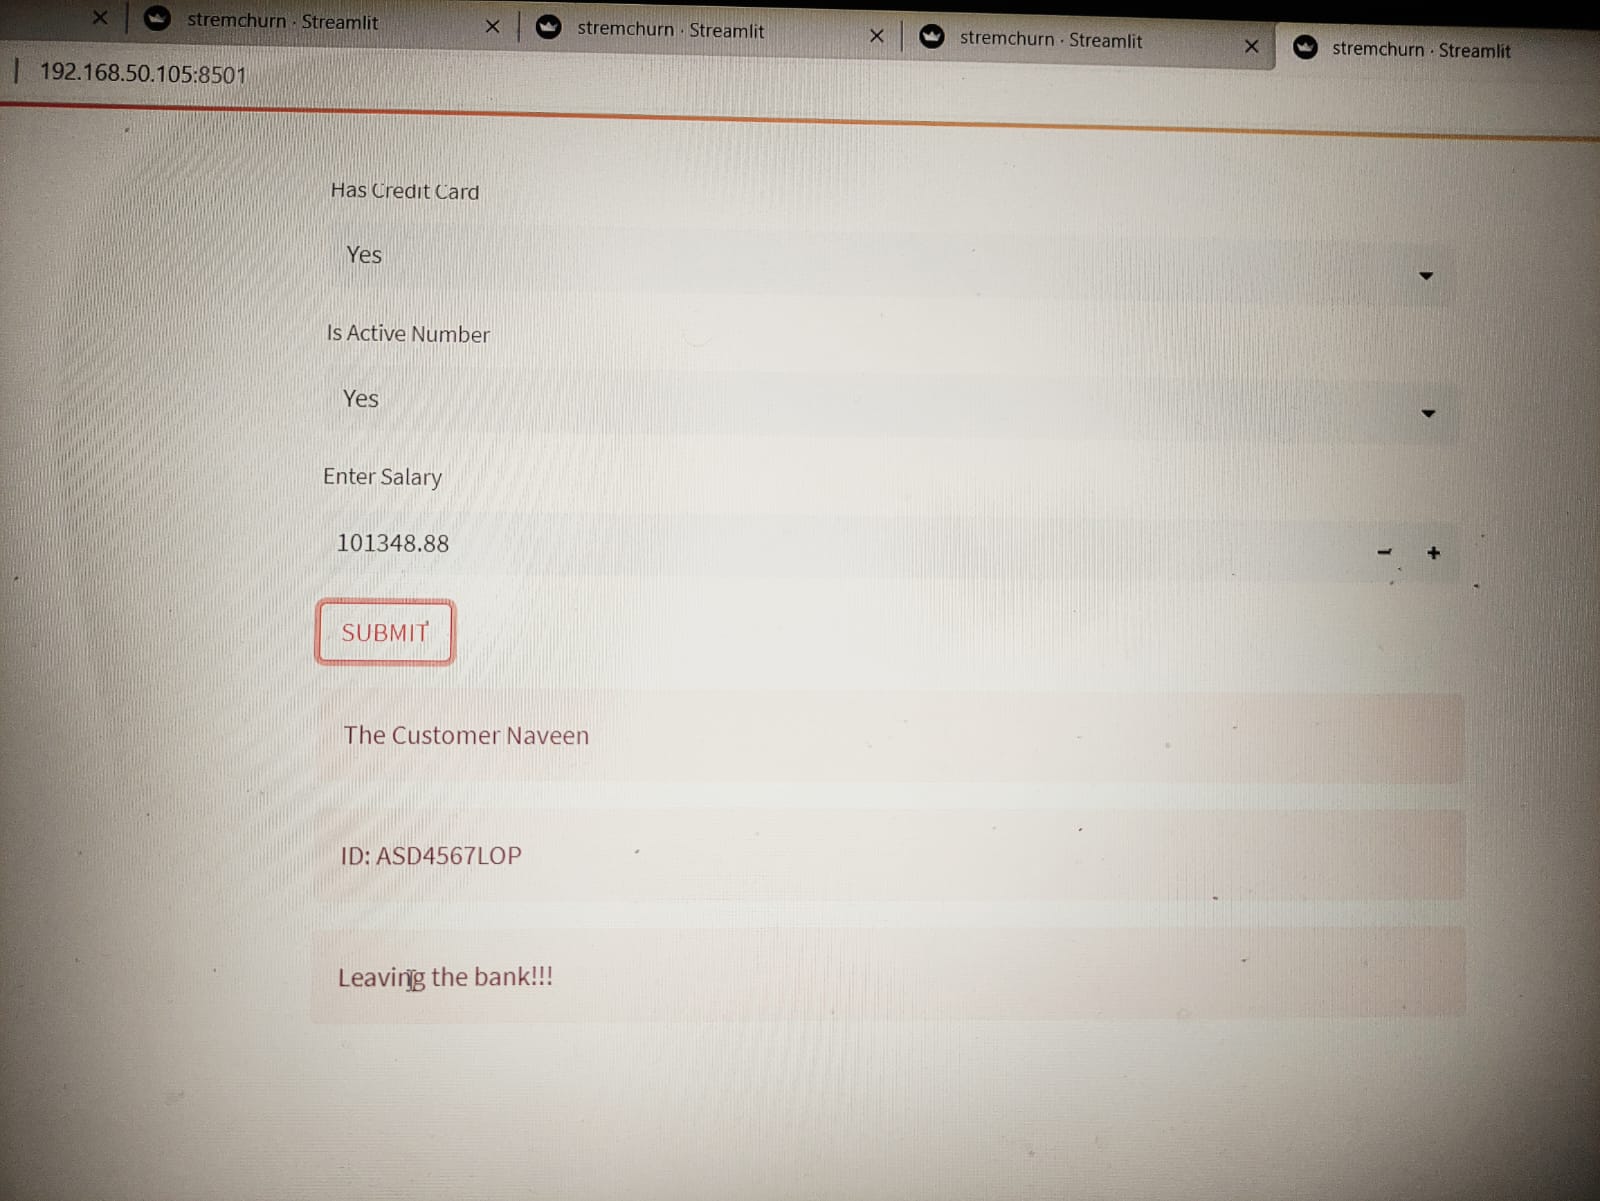 stremchurn · Streamlit
stremchurn · Streamlit
stremchurn · Streamlit
stremchurn · Streamlit
192.168.50.105:8501
Has Credit Card
Yes
Is Active Number
Yes
Enter Salary
101348.88
SUBMIT
The Customer Naveen
ID: ASD4567LOP
Leaving the bank!!!